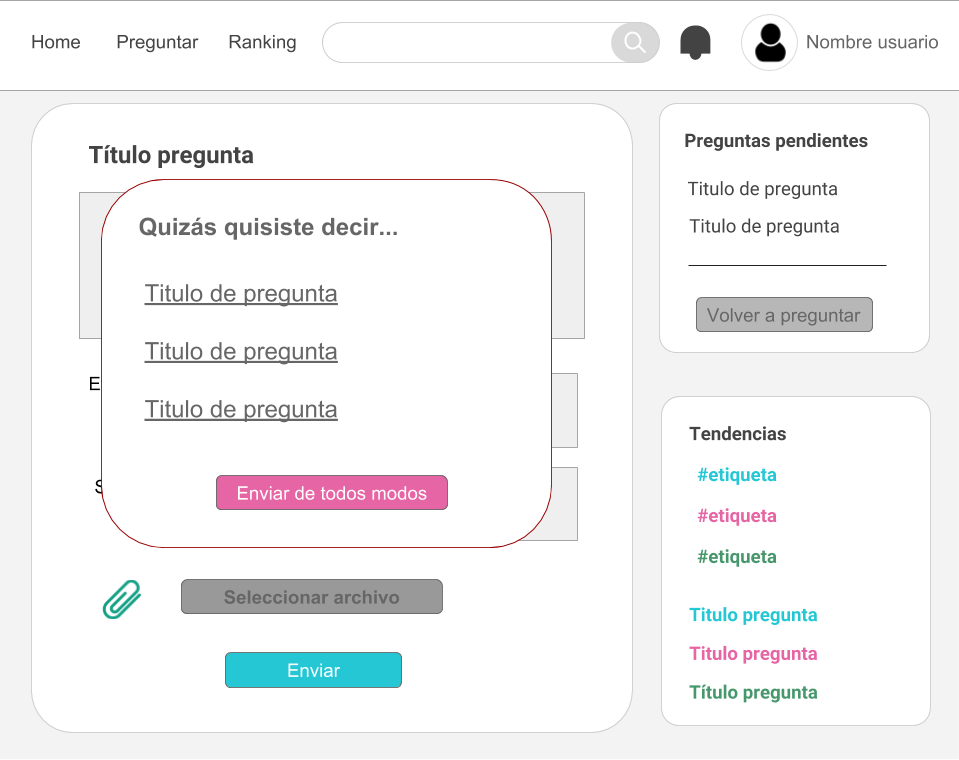 Home
Preguntar
Ranking
Nombre usuario
Título pregunta
Quizás quisiste decir...
Titulo de pregunta
Titulo de pregunta
Titulo de pregunta
Enviar de todos modos
E
S
Seleccionar archivo
Enviar
Preguntas pendientes
Titulo de pregunta
Titulo de pregunta
Volver a preguntar
Tendencias
#etiqueta
#etiqueta
#etiqueta
Titulo pregunta
Titulo pregunta
Título pregunta